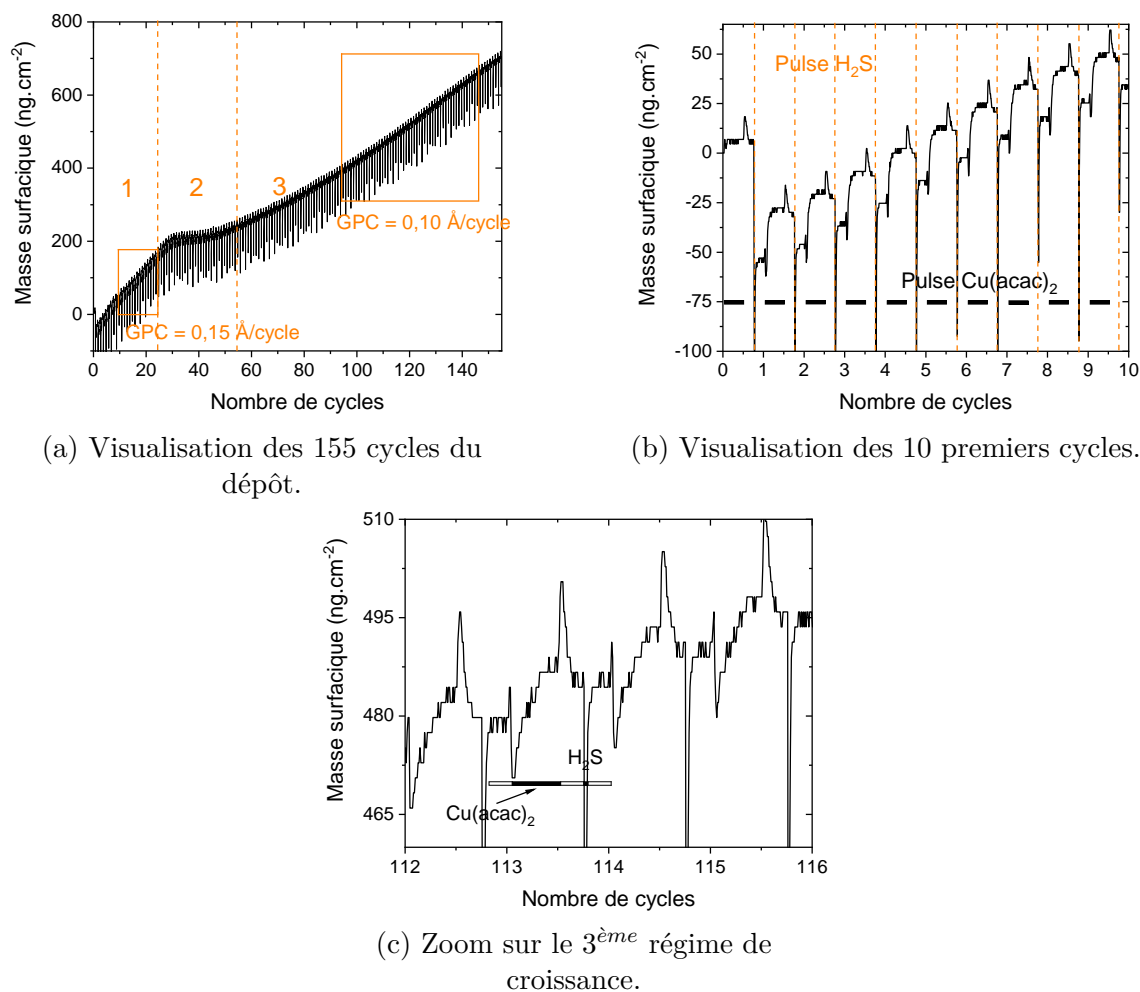 800
600
400
200
0
Masse surfacique (ng.cm-2)
1
2
3
GPC = 0,10 Å/cycle
GPC = 0,15 Å/cycle
0 20 40 60 80 100 120 140
Nombre de cycles
(a) Visualisation des 155 cycles du
dépôt.
50
25
0
-25
-50
-75
-100
Masse surfacique (ng.cm-2)
Pulse H2S
Pulse Cu(acac)2
0 1 2 3 4 5 6 7 8 9 10
Nombre de cycles
(b) Visualisation des 10 premiers cycles.
510
495
480
465
Masse surfacique (ng.cm-2)
H2S
Cu(acac)2
112 113 114 115 116
Nombre de cycles
(c) Zoom sur le 3ème régime de
croissance.